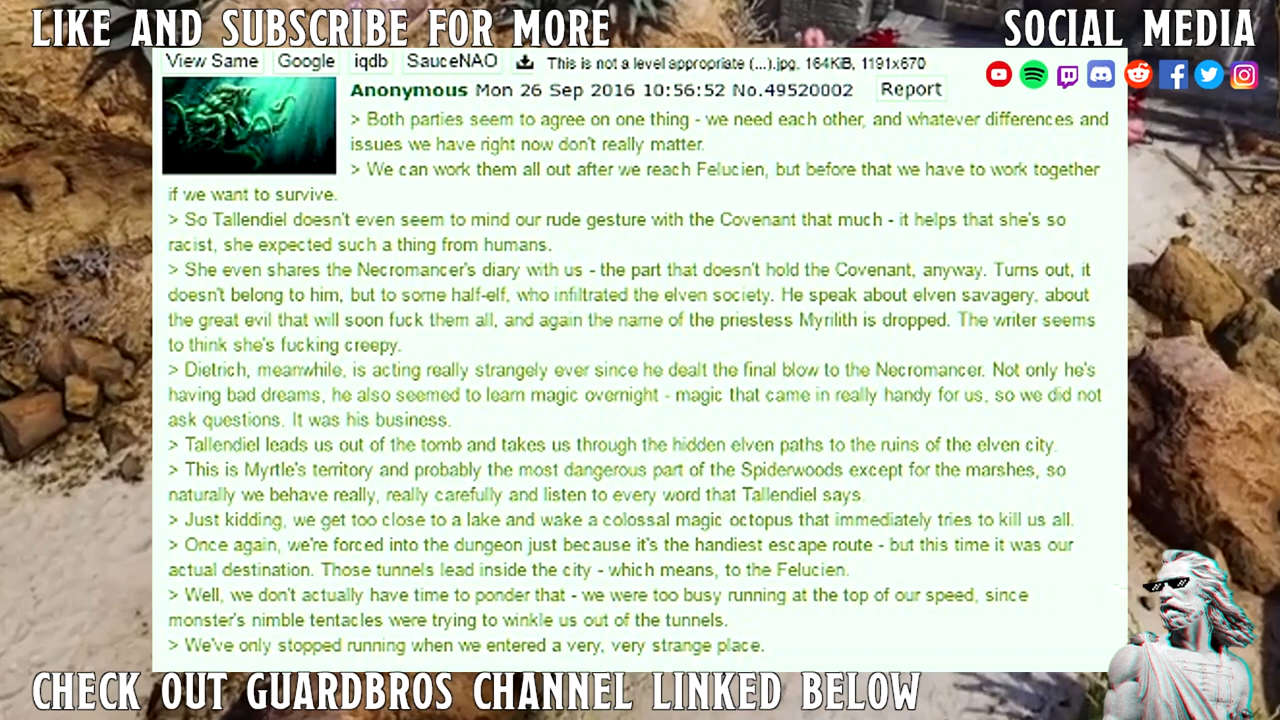 LIKE AND SUBSCRIBE FOR MORE
SOCIAL MEDIA
View Same Google iqdb SauceNAO This is not a level appropriate (...).jpg, 164KiB, 1191x670
Anonymous Mon 26 Sep 2016 10:56:52 No.49520002 Report
> Both parties seem to agree on one thing - we need each other, and whatever differences and
issues we have right now don't really matter.
> We can work them all out after we reach Felucien, but before that we have to work together
if we want to survive.
> So Tallendiel doesn't even seem to mind our rude gesture with the Covenant that much - it helps that she's so
racist, she expected such a thing from humans.
> She even shares the Necromancer's diary with us - the part that doesn't hold the Covenant, anyway. Turns out, it
doesn't belong to him, but to some half-elf, who infiltrated the elven society. He speak about elven savagery, about
the great evil that will soon fuck them all, and again the name of the priestess Myrilith is dropped. The writer seems
to think she's fucking creepy.
> Dietrich, meanwhile, is acting really strangely ever since he dealt the final blow to the Necromancer. Not only he's
having bad dreams, he also seemed to learn magic overnight - magic that came in really handy for us, so we did not
ask questions. It was his business.
> Tallendiel leads us out of the tomb and takes us through the hidden elven paths to the ruins of the elven city.
> This is Myrtle's territory and probably the most dangerous part of the Spiderwoods except for the marshes, so
naturally we behave really, really carefully and listen to every word that Tallendiel says.
> Just kidding, we get too close to a lake and wake a colossal magic octopus that immediately tries to kill us all.
> Once again, we're forced into the dungeon just because it's the handiest escape route - but this time it was our
actual destination. Those tunnels lead inside the city - which means, to the Felucien.
> Well, we don't actually have time to ponder that - we were too busy running at the top of our speed, since
monster's nimble tentacles were trying to winkle us out of the tunnels.
> We've only stopped running when we entered a very, very strange place.
CHECK OUT GUARDBROS CHANNEL LINKED BELOW